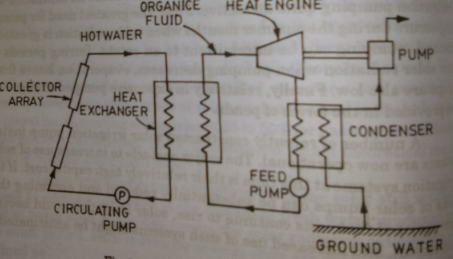 ORGANICE
FLUID
HEAT ENGINE
HOTWATER
PUMP
COLLECTOR
ARRAY
HEAT
EXCHANGER
CONDENSER
FEED
PUMP
P
CIRCULATING
PUMP
GROUND WATER